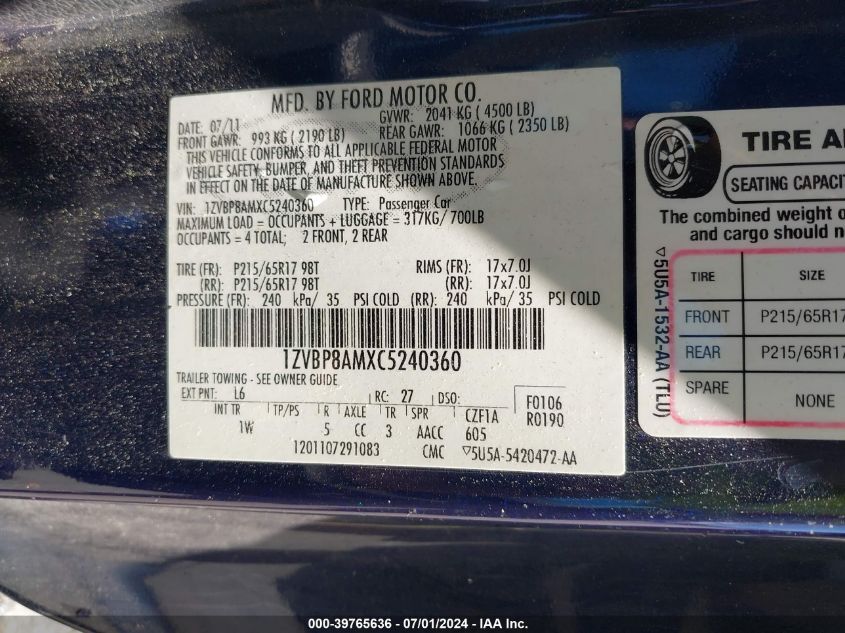 MFD. BY FORD MOTOR CO.
DATE: 07/11 GVWR: 2041 KG ( 4500 LB)
FRONT GAWR: 993 KG ( 2190 LB) REAR GAWR: 1066 KG ( 2350 LB)
THIS VEHICLE CONFORMS TO ALL APPLICABLE FEDERAL MOTOR
VEHICLE SAFETY, BUMPER, AND THEFT PREVENTION STANDARDS
IN EFFECT ON THE DATE OF MANUFACTURE SHOWN ABOVE.
VIN: 1ZVBP8AMXC5240360 TYPE: Passenger Car
MAXIMUM LOAD = OCCUPANTS + LUGGAGE = 317KG/ 700LB
OCCUPANTS = 4 TOTAL; 2 FRONT, 2 REAR
TIRE (FR): P215/65R17 98T RIMS (FR): 17x7.0J
(RR): P215/65R17 98T (RR): 17x7.0J
PRESSURE (FR): 240 kPa/ 35 PSI COLD (RR): 240 kPa/ 35 PSI COLD
1ZVBP8AMXC5240360
TRAILER TOWING - SEE OWNER GUIDE
EXT PNT: L6 RC: 27 DSO: F0106
INT TR TP/PS R AXLE TR SPR CZF1A R0190
1W 5 CC 3 AACC 605
1201107291083 CMC ▽5U5A-5420472-AA
TIRE A
SEATING CAPACI
The combined weight o
and cargo should n
▽5U5A-1532-AA (TLU)
TIRE SIZE
FRONT P215/65R17
REAR P215/65R17
SPARE NONE
000-39765636 - 07/01/2024 - IAA Inc.